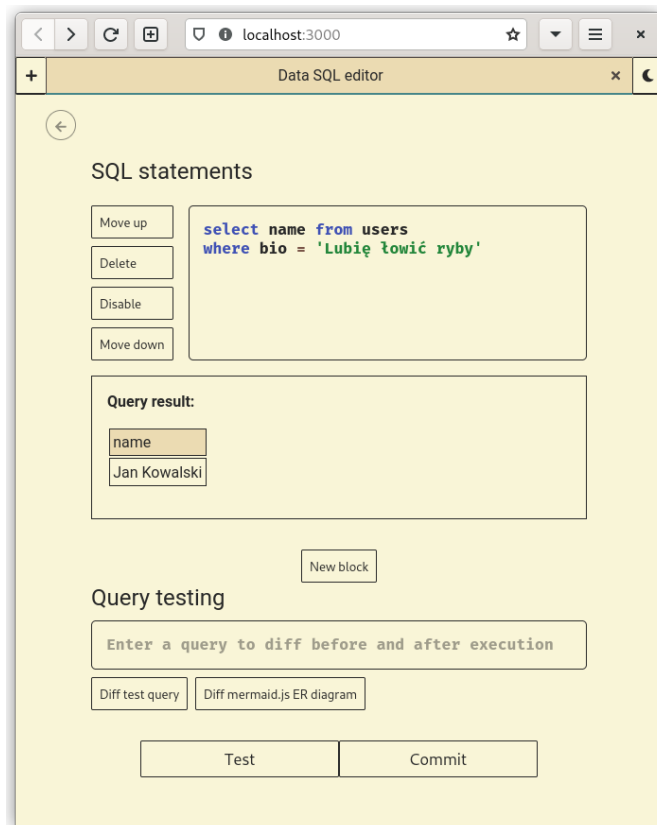 localhost:3000
+ Data SQL editor ×
SQL statements
Move up
Delete
Disable
Move down
select name from users
where bio = 'Lubię łowić ryby'
Query result:
name
Jan Kowalski
New block
Query testing
Enter a query to diff before and after execution
Diff test query Diff mermaid.js ER diagram
Test Commit